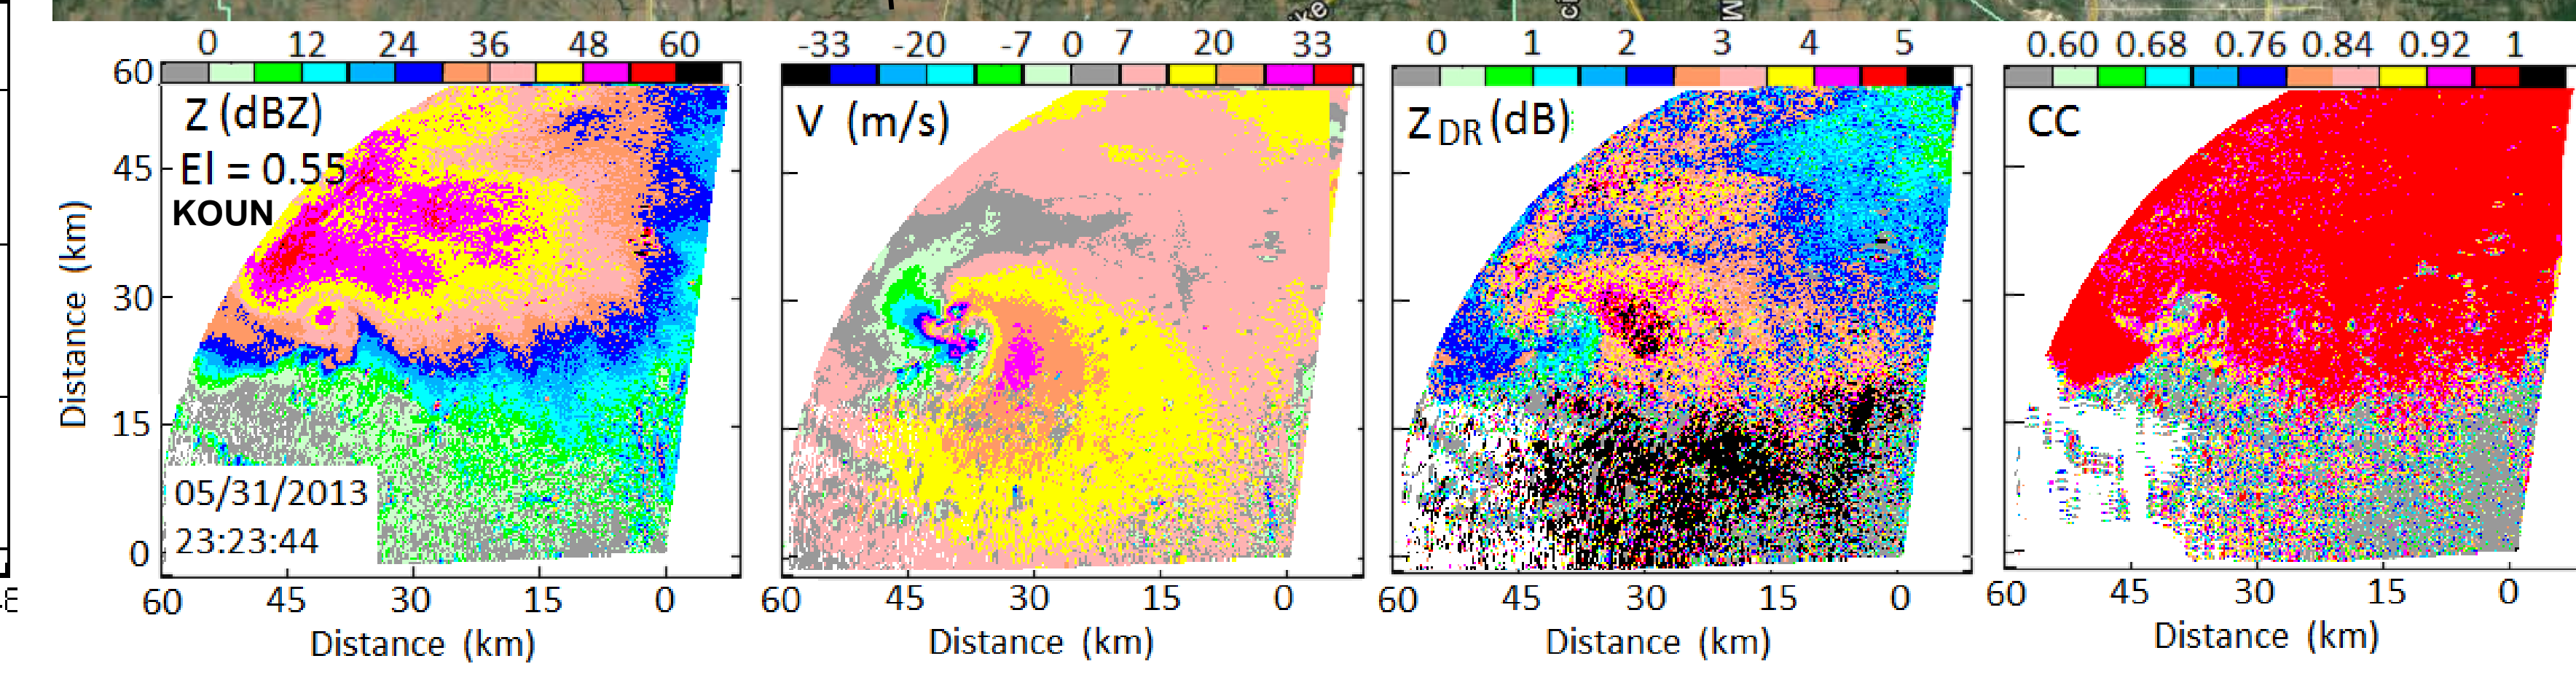 0 12 24 36 48 60
-33 -20 -7 0 7 20 33
0 1 2 3 4 5
0.60 0.68 0.76 0.84 0.92 1
60
45
30
15
0
Distance (km)
Z (dBZ)
El = 0.55
KOUN
05/31/2013
23:23:44
V (m/s)
Z DR (dB)
CC
60 45 30 15 0
60 45 30 15 0
60 45 30 15 0
60 45 30 15 0
Distance (km)
Distance (km)
Distance (km)
Distance (km)